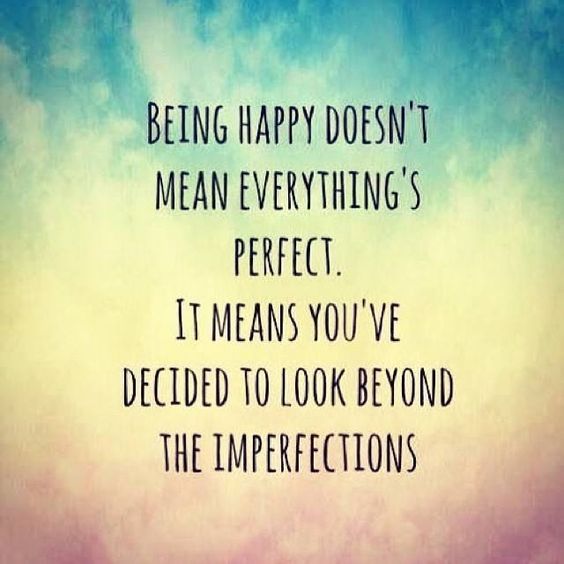 BEING HAPPY DOESN'T
MEAN EVERYTHING'S
PERFECT.
IT MEANS YOU'VE
DECIDED TO LOOK BEYOND
THE IMPERFECTIONS